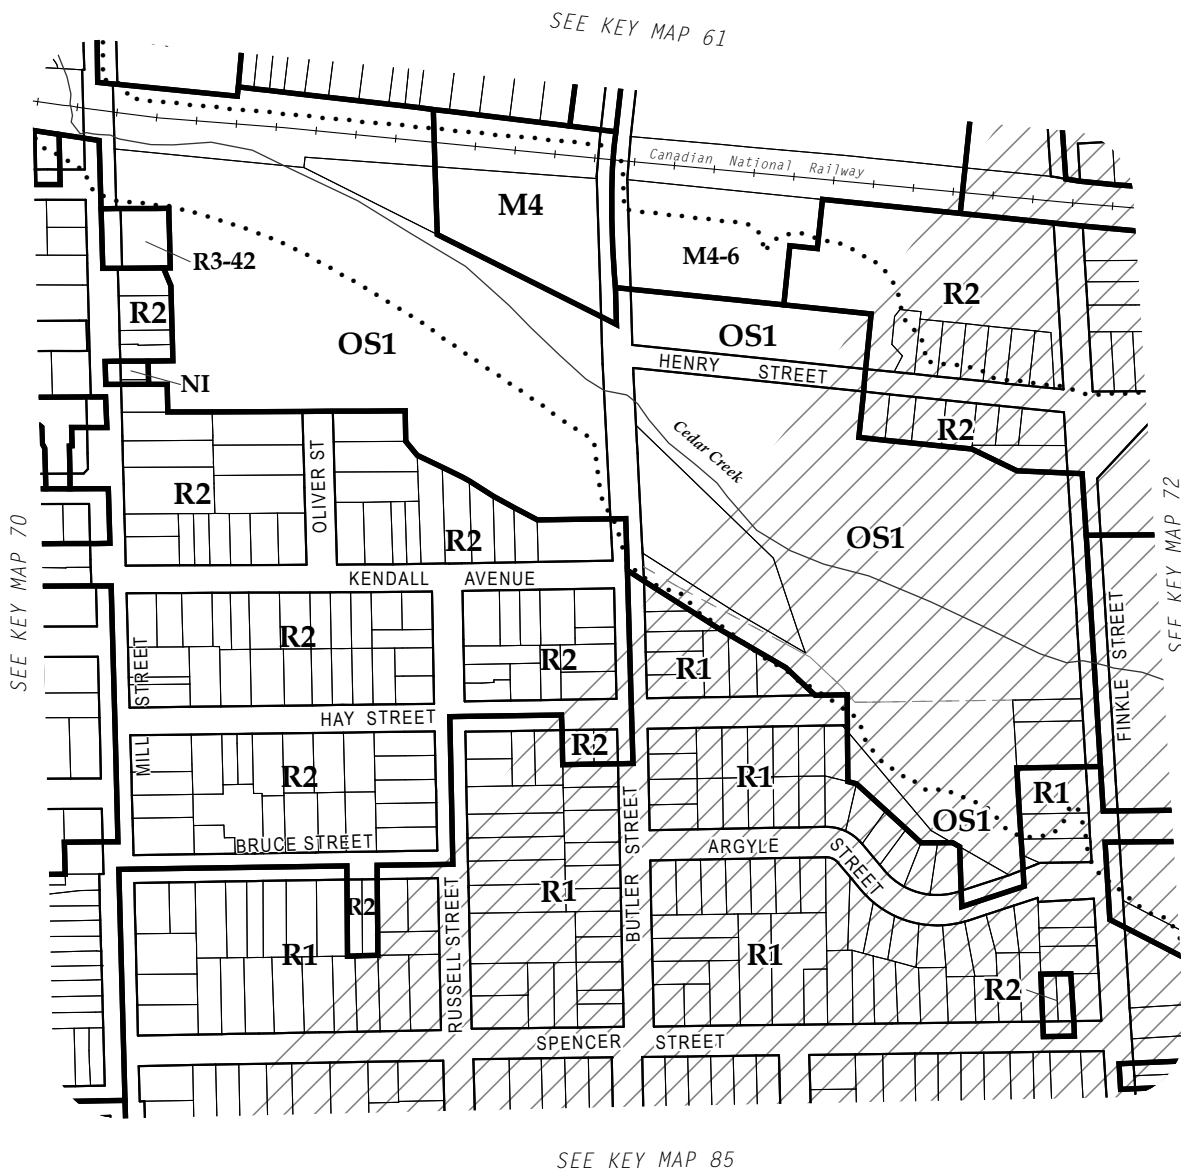 SEE KEY MAP 61
Canadian National Railway
M4
M4-6
R3-42
R2
R2
OS1
OS1
HENRY STREET
NI
R2
Cedar Creek
OLIVER ST
R2
R2
OS1
SEE KEY MAP 70
SEE KEY MAP 72
KENDALL AVENUE
R2
R2
R1
MILL STREET
FINKLE STREET
HAY STREET
R2
R2
R1
R1
OS1
BRUCE STREET
BUTLER STREET
ARGYLE STREET
R2
R1
R1
R1
RUSSELL STREET
R2
SPENCER STREET
SEE KEY MAP 85